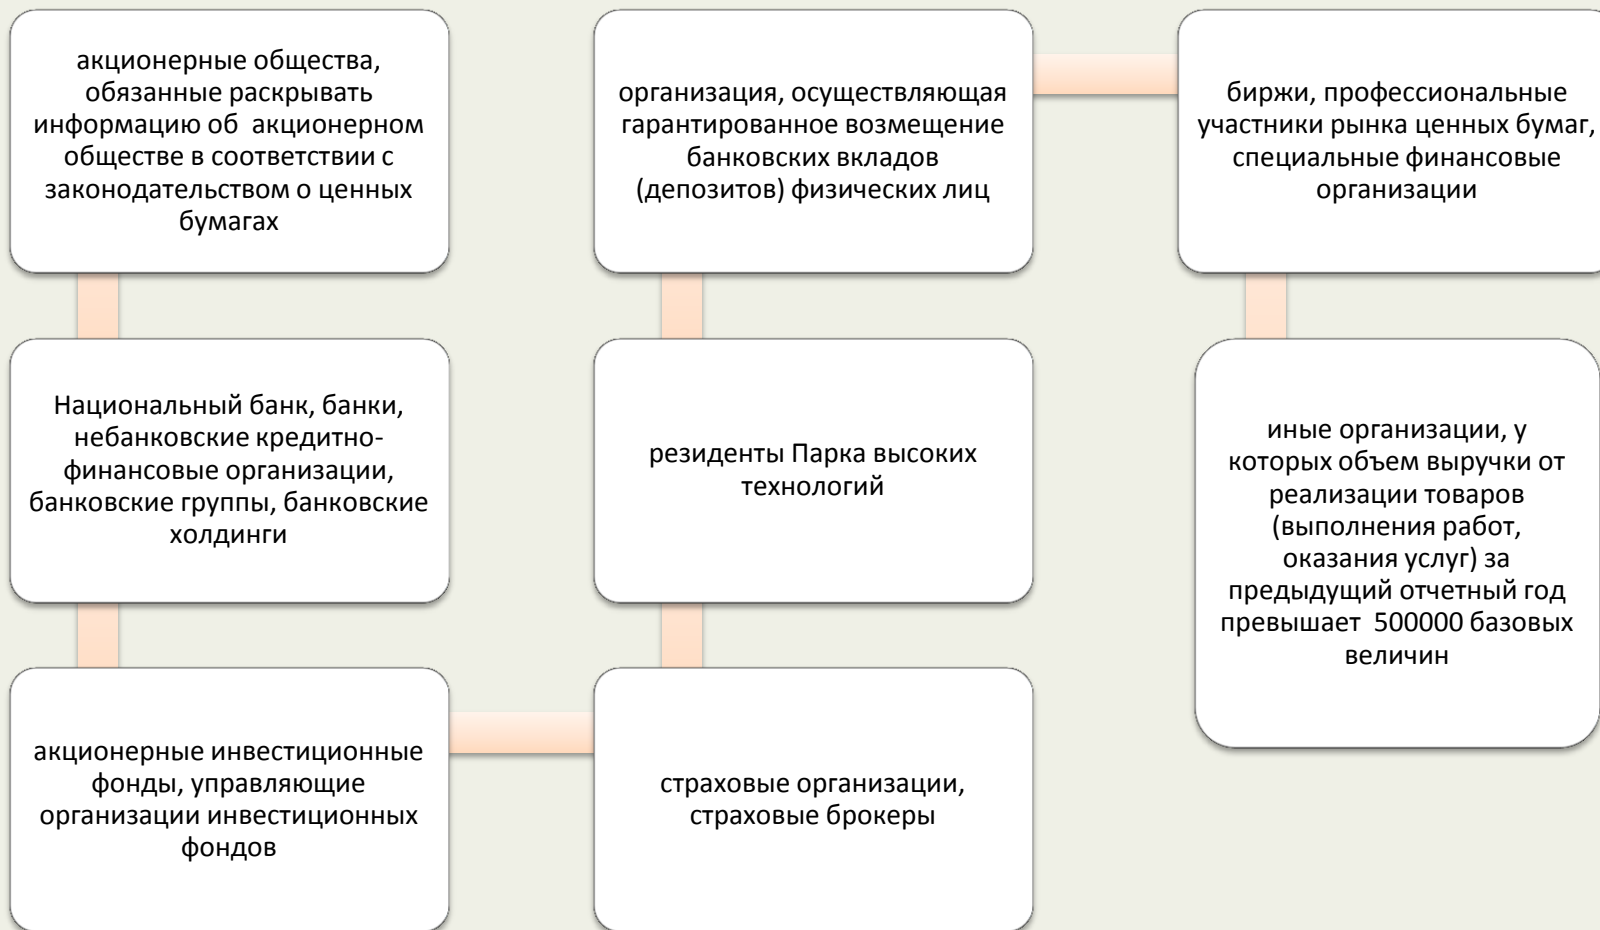 акционерные общества,
обязанные раскрывать
информацию об акционерном
обществе в соответствии с
законодательством о ценных
бумагах
Национальный банк, банки,
небанковские кредитно-
финансовые организации,
банковские группы, банковские
холдинги
акционерные инвестиционные
фонды, управляющие
организации инвестиционных
фондов
страховые организации,
страховые брокеры
резиденты Парка высоких
технологий
организация, осуществляющая
гарантированное возмещение
банковских вкладов
(депозитов) физических лиц
биржи, профессиональные
участники рынка ценных бумаг,
специальные финансовые
организации
иные организации, у
которых объем выручки от
реализации товаров
(выполнения работ,
оказания услуг) за
предыдущий отчетный год
превышает 500000 базовых
величин